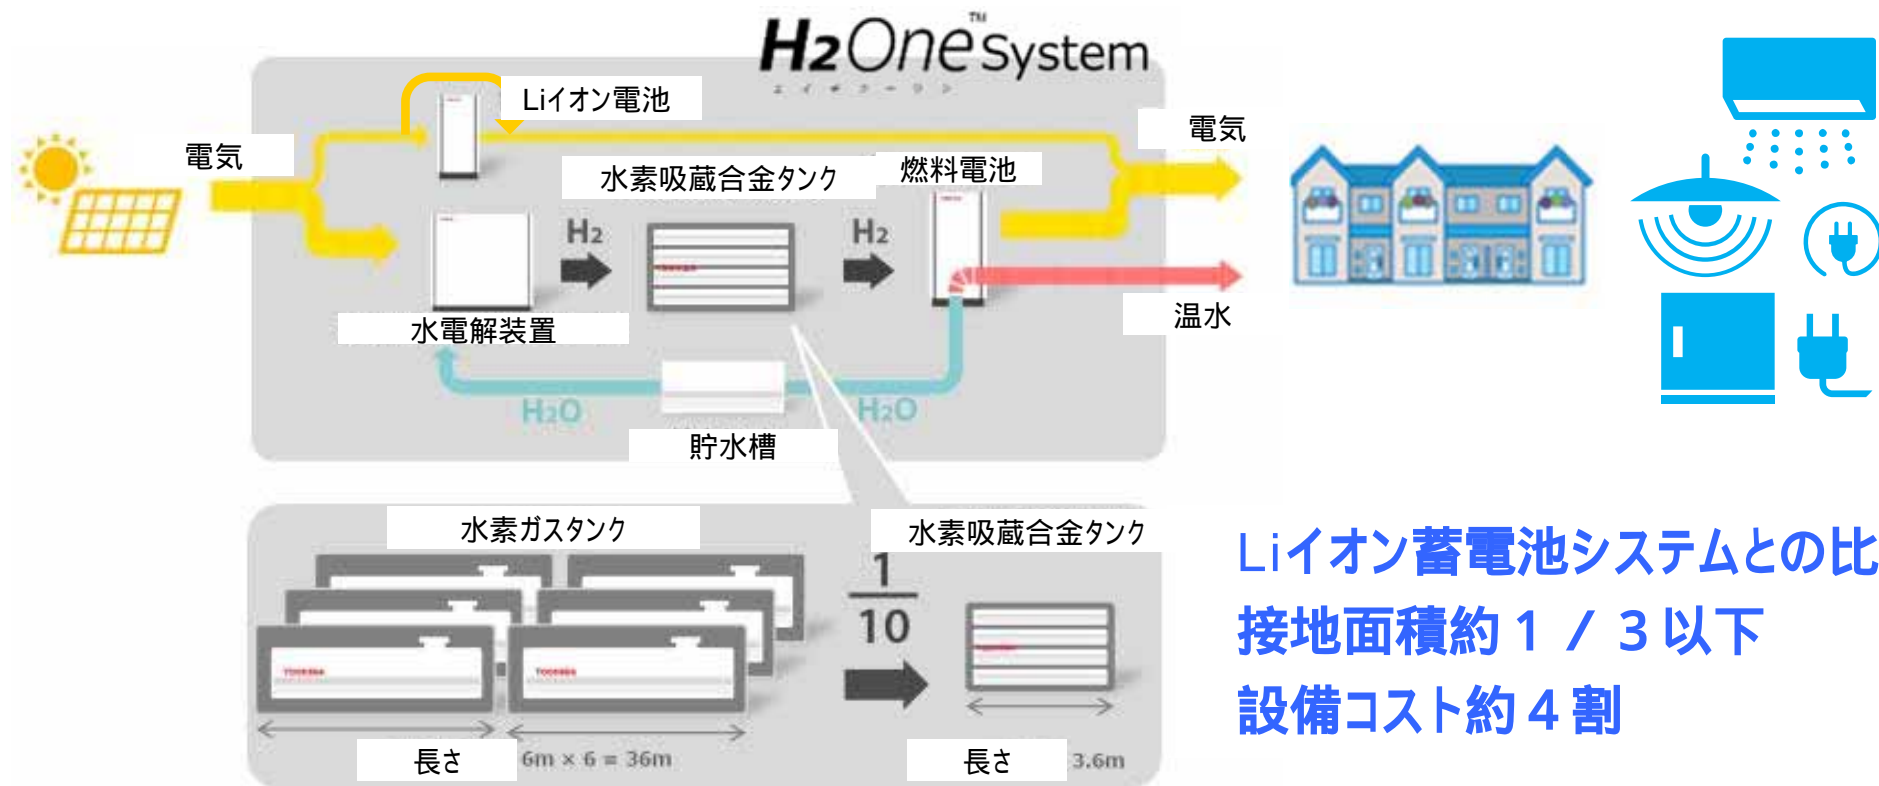 H2One™System
エイチツーワン
Liイオン電池
電気
電気
水素吸蔵合金タンク
燃料電池
H2
H2
水電解装置
温水
H2O
H2O
貯水槽
水素ガスタンク
水素吸蔵合金タンク
1
10
TOSHIBA
TOSHIBA
長さ
6m × 6 = 36m
長さ
3.6m
Liイオン蓄電池システムとの比
接地面積約1/3以下
設備コスト約4割